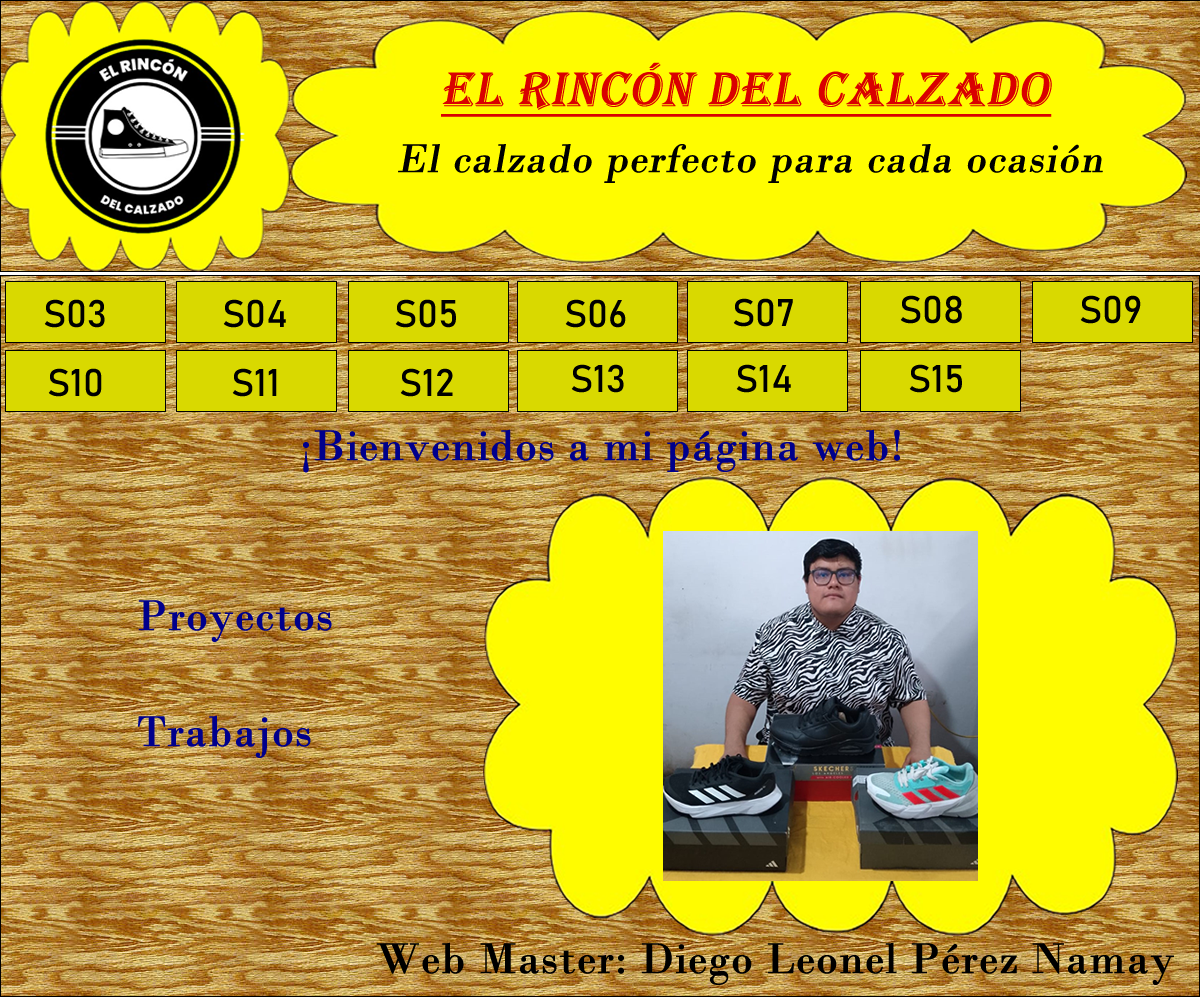 EL RINCÓN
DEL CALZADO
EL RINCÓN DEL CALZADO
El calzado perfecto para cada ocasión
S03 S04 S05 S06 S07 S08 S09
S10 S11 S12 S13 S14 S15
¡Bienvenidos a mi página web!
Proyectos
Trabajos
SKECHER
Web Master: Diego Leonel Pérez Namay